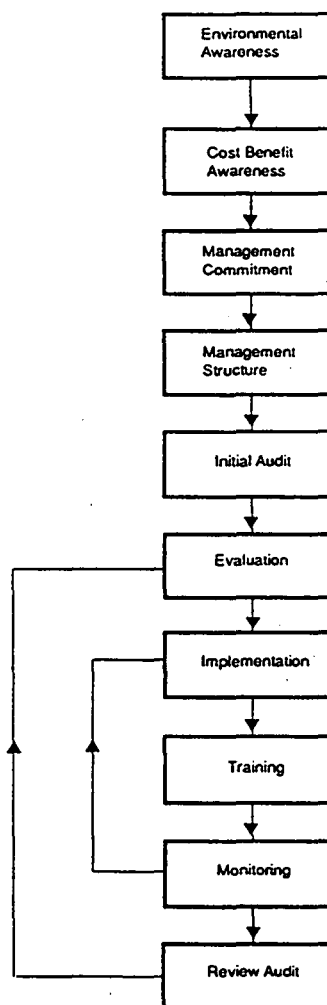 Environmental
Awareness
Cost Benefit
Awareness
Management
Commitment
Management
Structure
Initial Audit
Evaluation
Implementation
Training
Monitoring
Review Audit